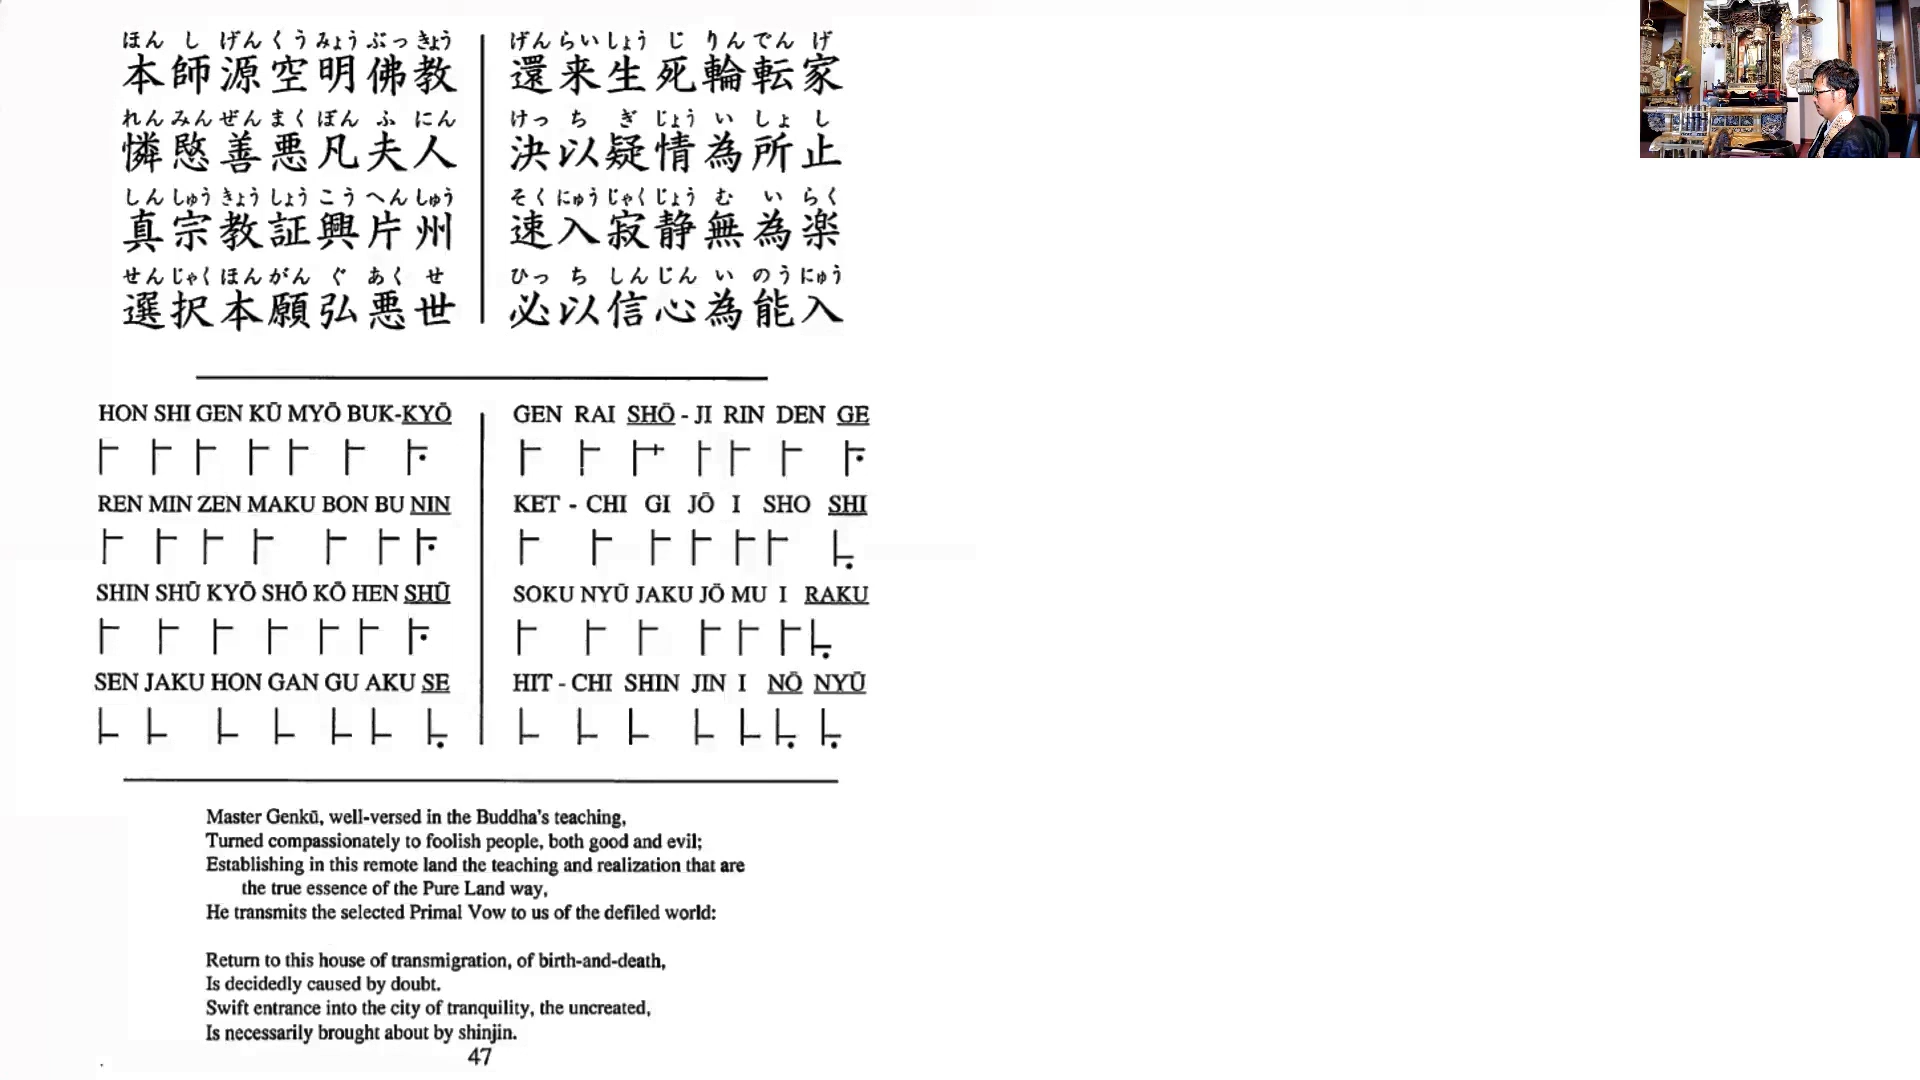 ほん し げん くう みょう ぶっ きょう
本師源空明佛教
れん みん ぜん まく ぼん ふ にん
憐愍善悪凡夫人
しん しゅう きょう しょう こう へん しゅう
真宗教証興片州
せん じゃく ほん がん ぐ あく せ
選択本願弘悪世
げん らい しょう じ りん でん げ
還来生死輪転家
けっ ち ぎ じょう い しょ し
決以疑情為所止
そく にゅう じゃく じょう む い らく
速入寂静無為楽
ひっ ち しん じん い のう にゅう
必以信心為能入
HON SHI GEN KŪ MYŌ BUK-KYŌ
REN MIN ZEN MAKU BON BU NIN
SHIN SHŪ KYŌ SHŌ KŌ HEN SHŪ
SEN JAKU HON GAN GU AKU SE
GEN RAI SHŌ - JI RIN DEN GE
KET - CHI GI JŌ I SHO SHI
SOKU NYŪ JAKU JŌ MU I RAKU
HIT - CHI SHIN JIN I NŌ NYŪ
Master Genkū, well-versed in the Buddha's teaching,
Turned compassionately to foolish people, both good and evil;
Establishing in this remote land the teaching and realization that are
the true essence of the Pure Land way,
He transmits the selected Primal Vow to us of the defiled world:
Return to this house of transmigration, of birth-and-death,
Is decidedly caused by doubt.
Swift entrance into the city of tranquility, the uncreated,
Is necessarily brought about by shinjin.
47